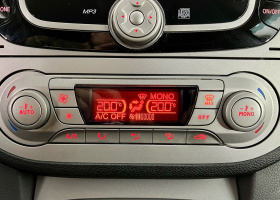 MP3
ON/OFF
MONO
20.0° 20.0°
A/C OFF
AUTO
A/C
OFF
MONO